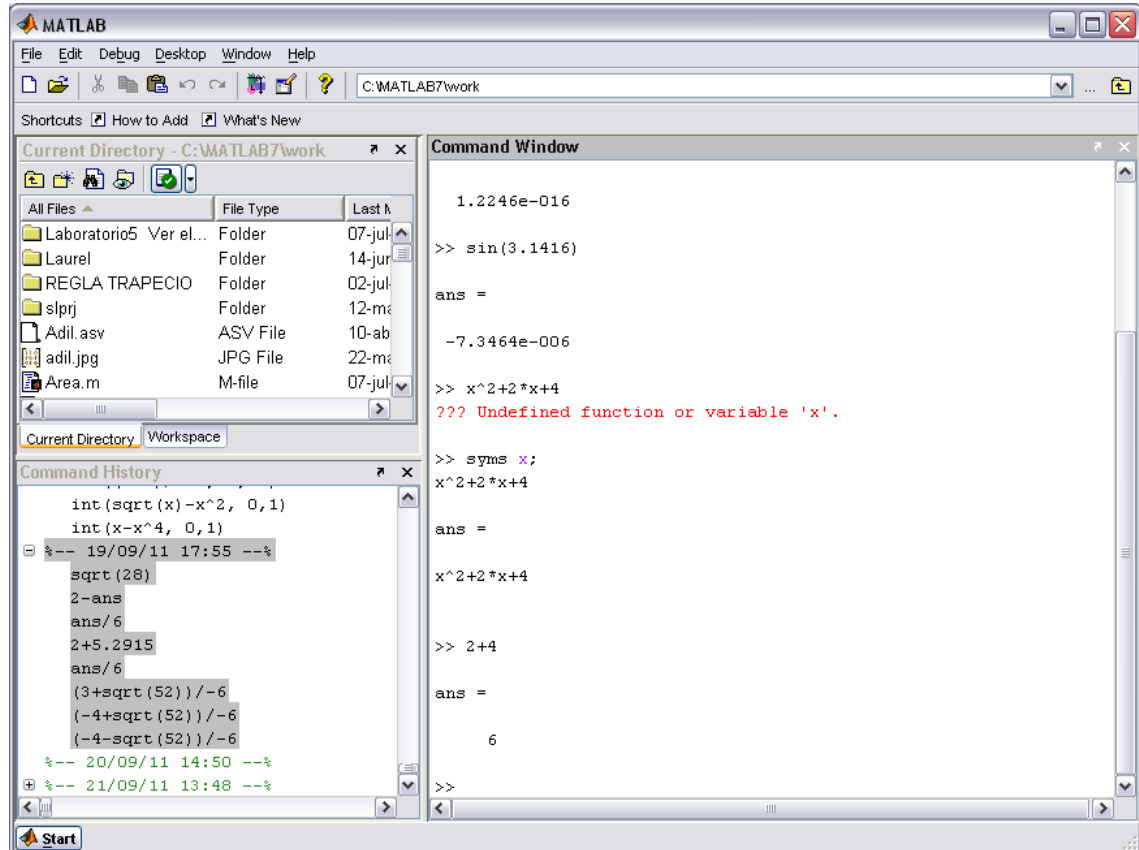 MATLAB
File Edit Debug Desktop Window Help
C:\MATLAB7\work
...
Shortcuts How to Add What's New
Current Directory - C:\MATLAB7\work
All Files File Type Last M
Laboratorio5 Ver el... Folder 07-jul
Laurel Folder 14-jun
REGLA TRAPECIO Folder 02-jul
slprj Folder 12-ma
Adil.asv ASV File 10-ab
adil.jpg JPG File 22-ma
Area.m M-file 07-jul
Current Directory Workspace
Command History
int(sqrt(x)-x^2, 0,1)
int(x-x^4, 0,1)
%-- 19/09/11 17:55 --%
sqrt(28)
2-ans
ans/6
2+5.2915
ans/6
(3+sqrt(52))/-6
(-4+sqrt(52))/-6
(-4-sqrt(52))/-6
%-- 20/09/11 14:50 --%
%-- 21/09/11 13:48 --%
Command Window
1.2246e-016
>> sin(3.1416)
ans =
-7.3464e-006
>> x^2+2*x+4
??? Undefined function or variable 'x'.
>> syms x;
x^2+2*x+4
ans =
x^2+2*x+4
>> 2+4
ans =
6
>>
Start